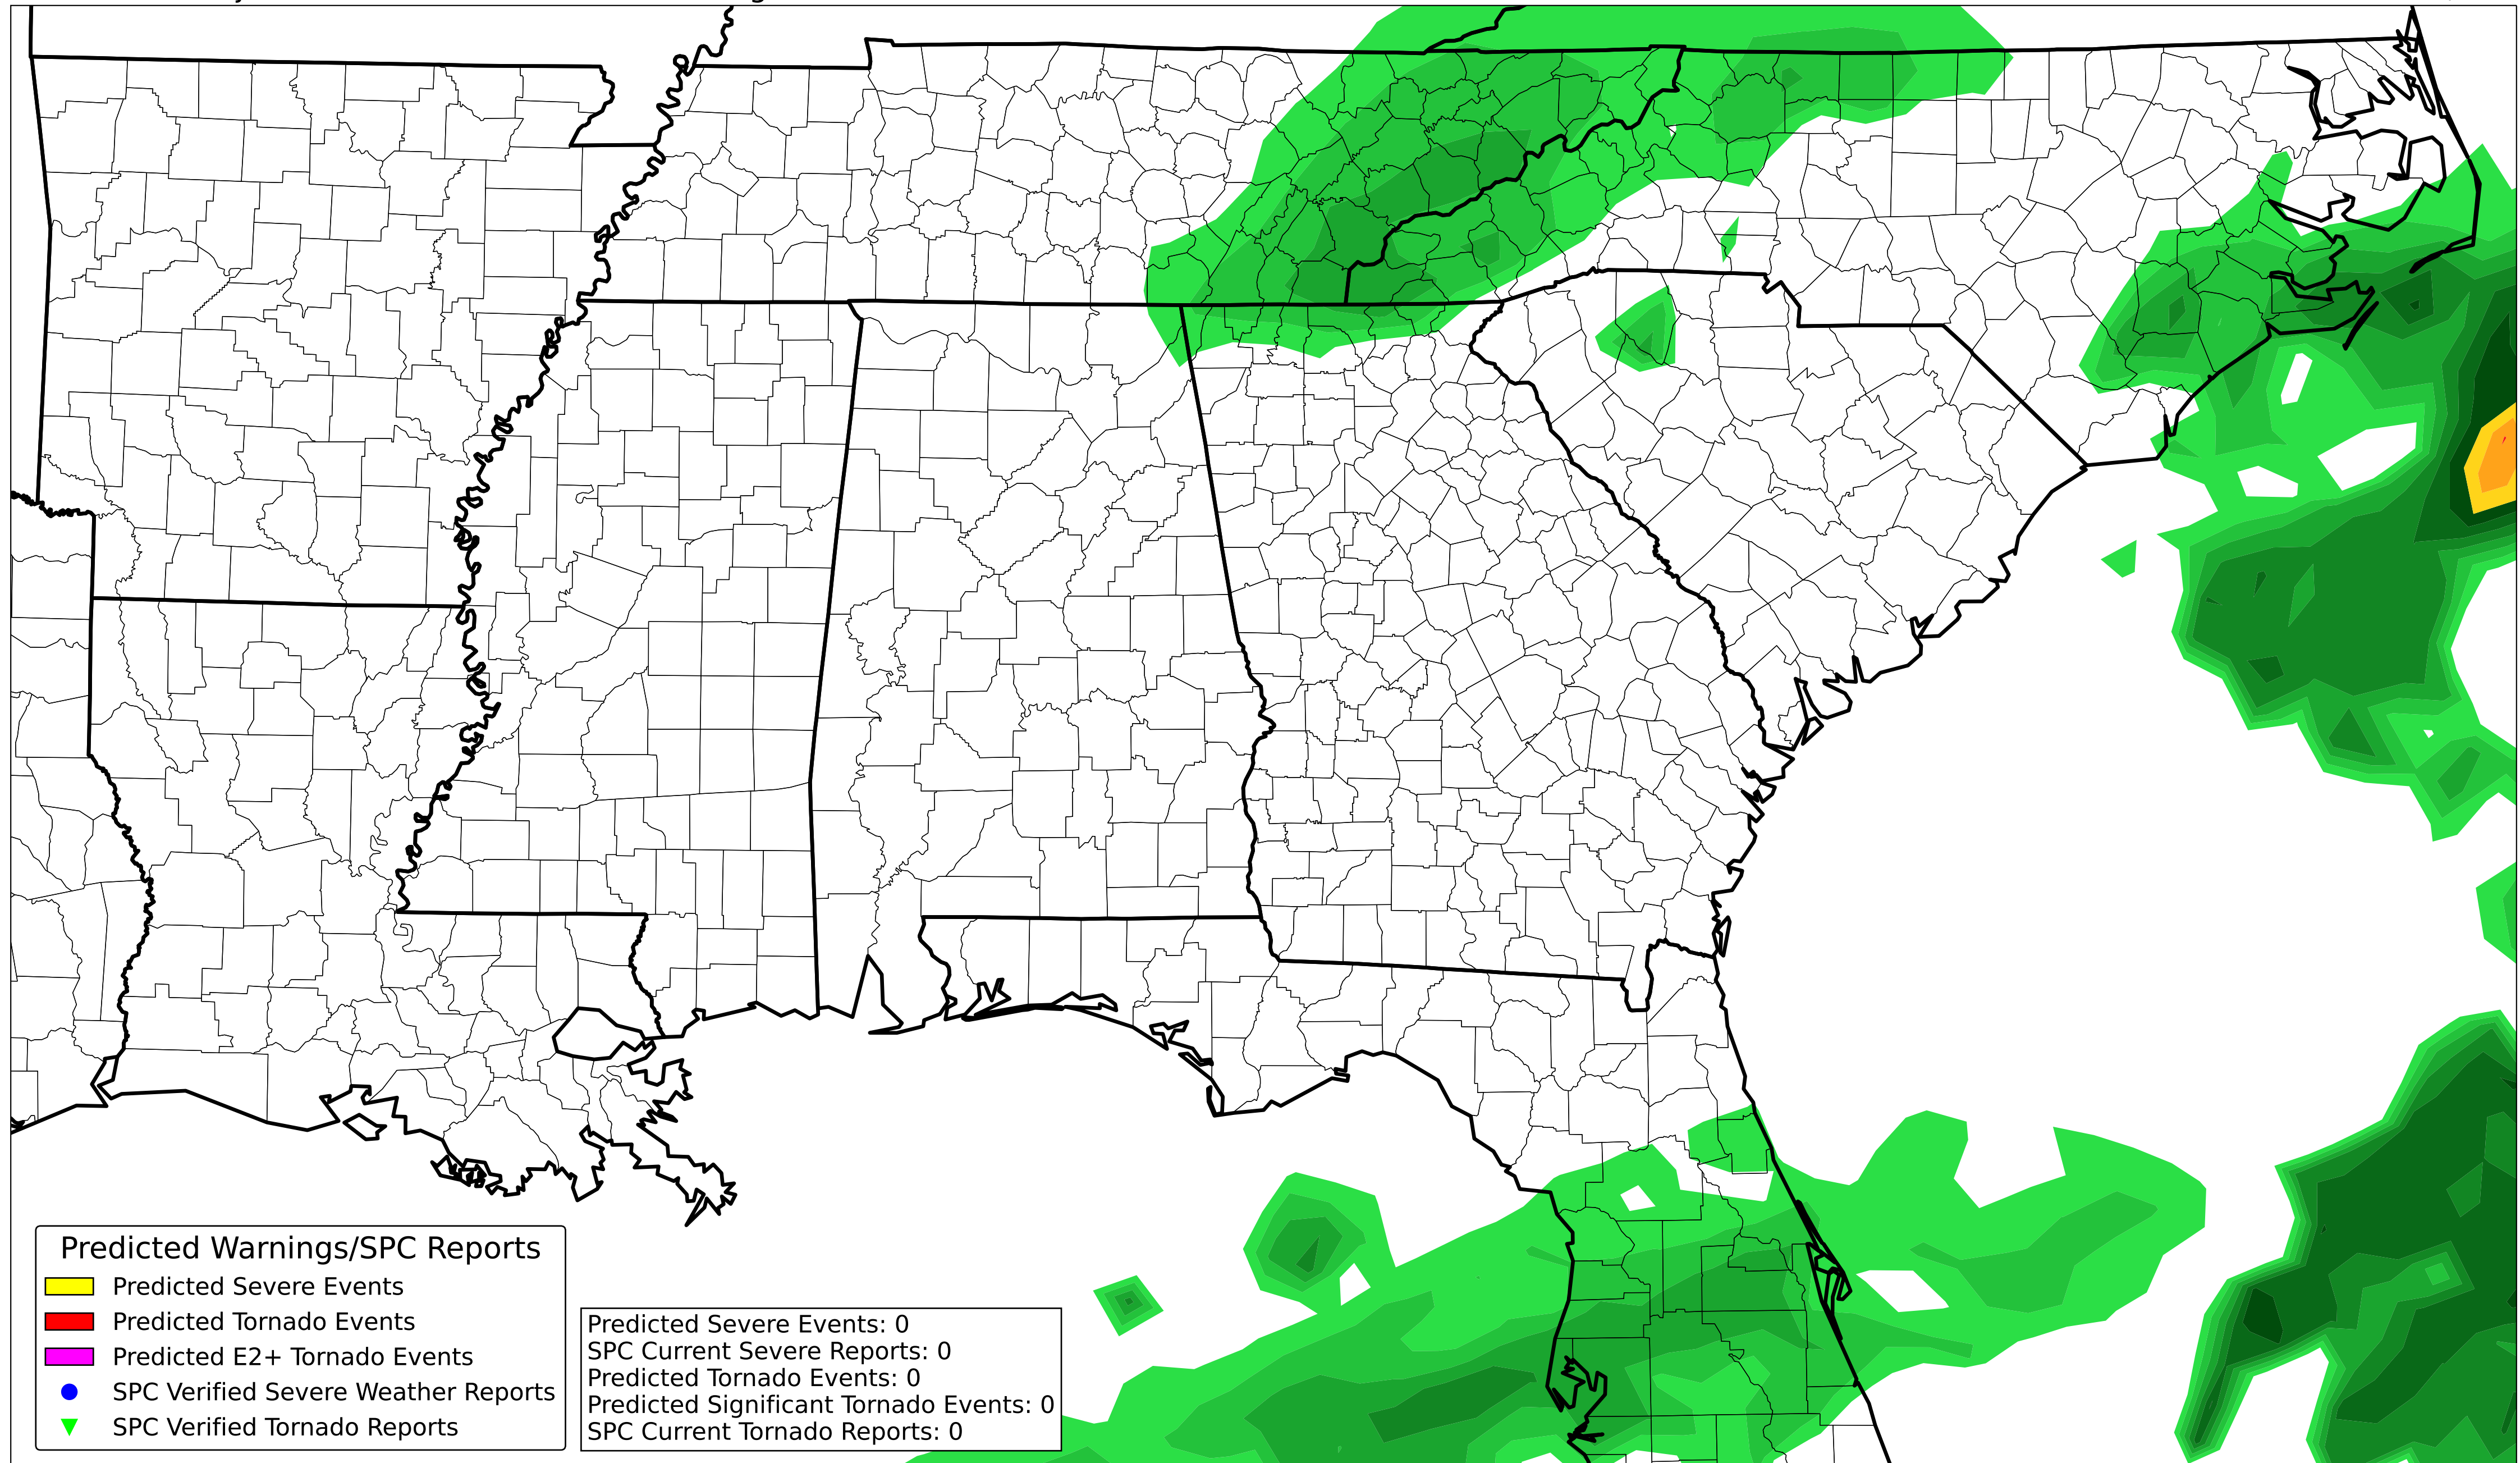 Predicted Warnings/SPC Reports
Predicted Severe Events
Predicted Tornado Events
Predicted E2+ Tornado Events
SPC Verified Severe Weather Reports
SPC Verified Tornado Reports
Predicted Severe Events: 0
SPC Current Severe Reports: 0
Predicted Tornado Events: 0
Predicted Significant Tornado Events: 0
SPC Current Tornado Reports: 0